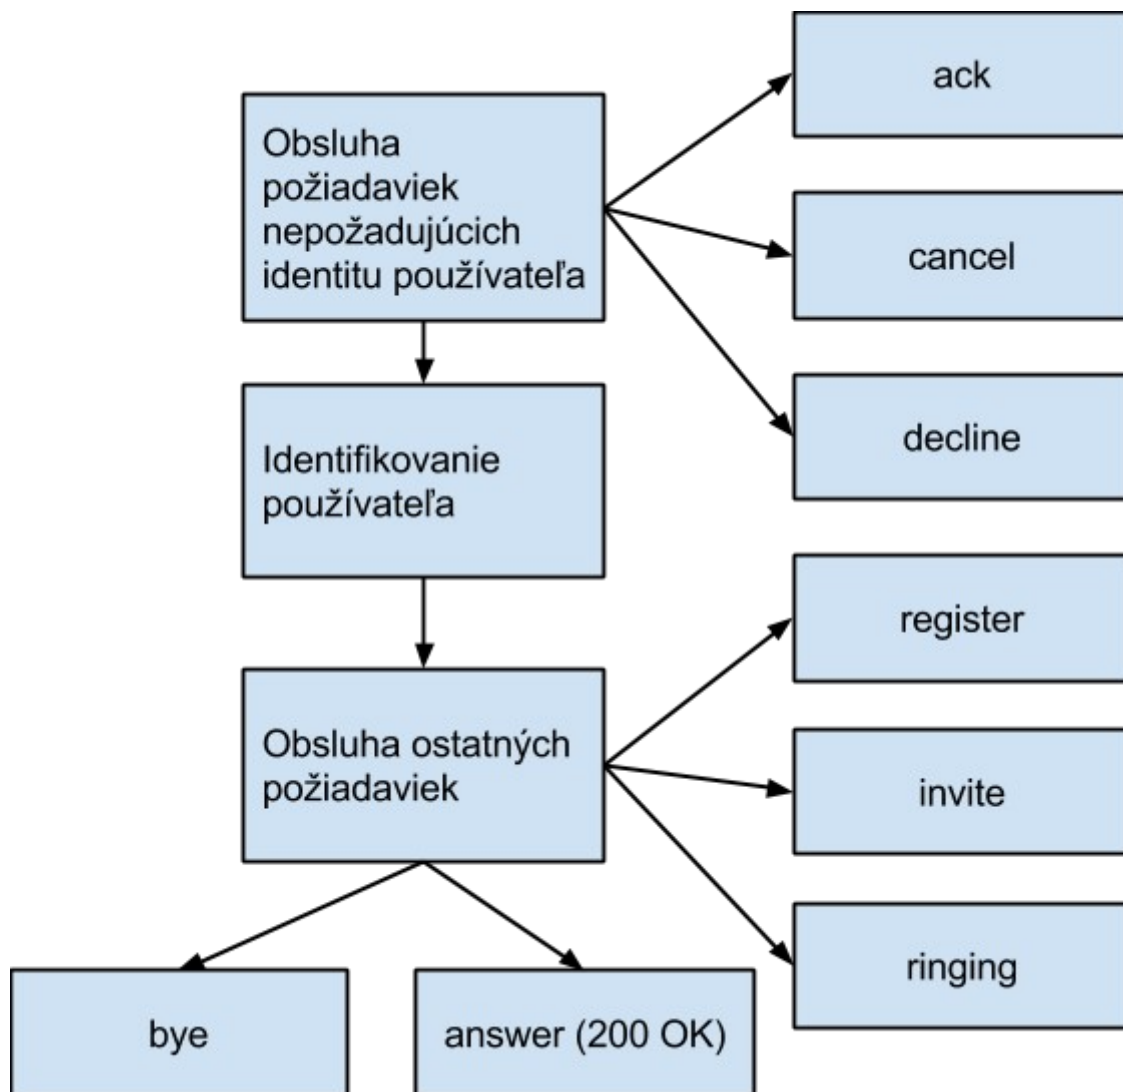 Obsluha
požiadaviek
nepožadujúcich
identitu používateľa
ack
cancel
decline
Identifikovanie
používateľa
Obsluha ostatných
požiadaviek
register
invite
ringing
bye
answer (200 OK)